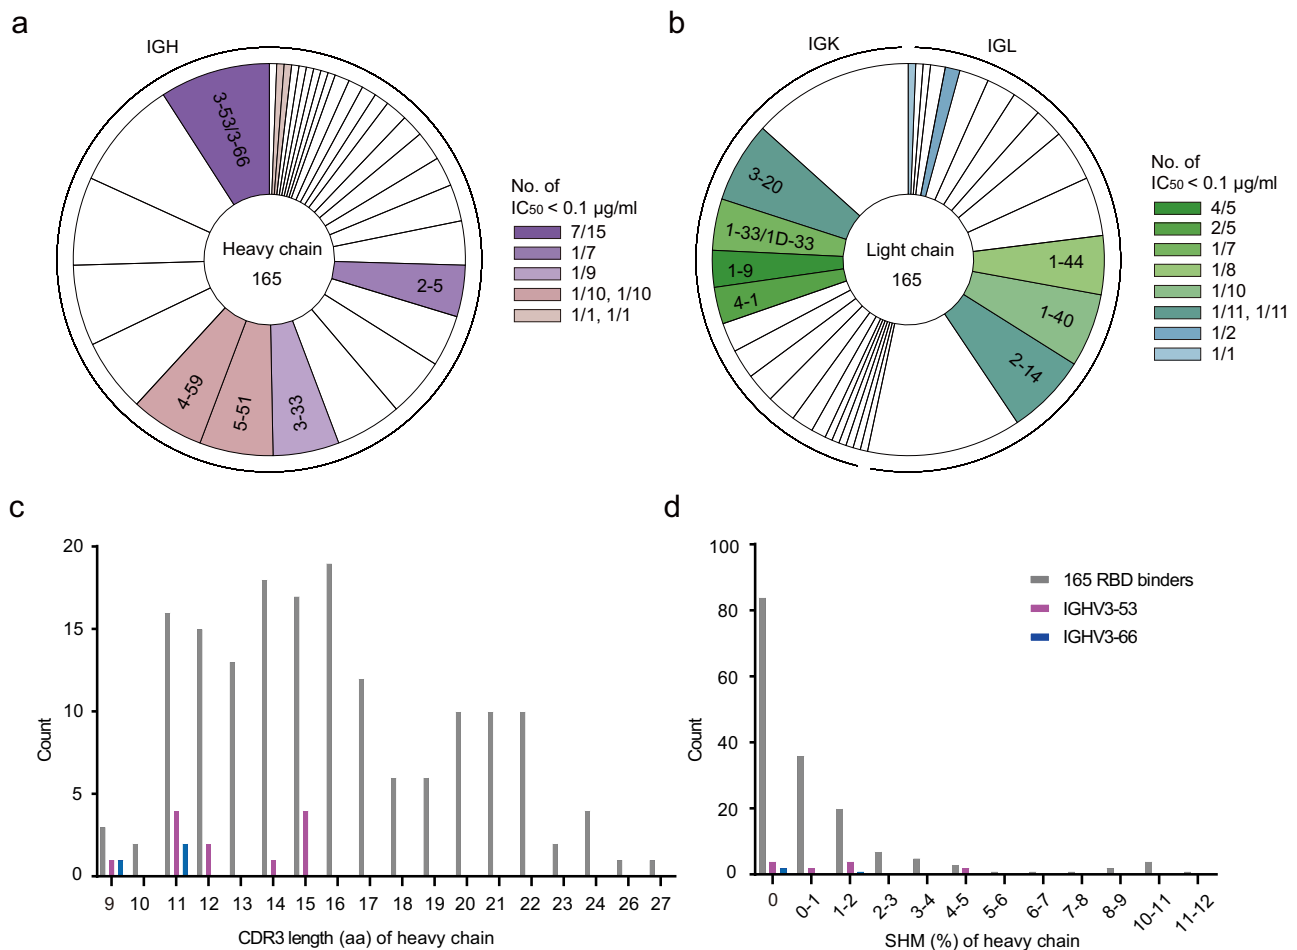 a
IGH
3-53/3-66
2-5
3-33
5-51
4-59
Heavy chain
165
No. of
IC50 < 0.1 μg/ml
7/15
1/7
1/9
1/10, 1/10
1/1, 1/1
b
IGK
IGL
3-20
1-33/1D-33
1-9
4-1
1-44
1-40
2-14
Light chain
165
No. of
IC50 < 0.1 μg/ml
4/5
2/5
1/7
1/8
1/10
1/11, 1/11
1/2
1/1
c
Count
20
15
10
5
0
9 10 11 12 13 14 15 16 17 18 19 20 21 22 23 24 26 27
CDR3 length (aa) of heavy chain
d
Count
100
80
60
40
20
0
165 RBD binders
IGHV3-53
IGHV3-66
0 0-1 1-2 2-3 3-4 4-5 5-6 6-7 7-8 8-9 10-11 11-12
SHM (%) of heavy chain